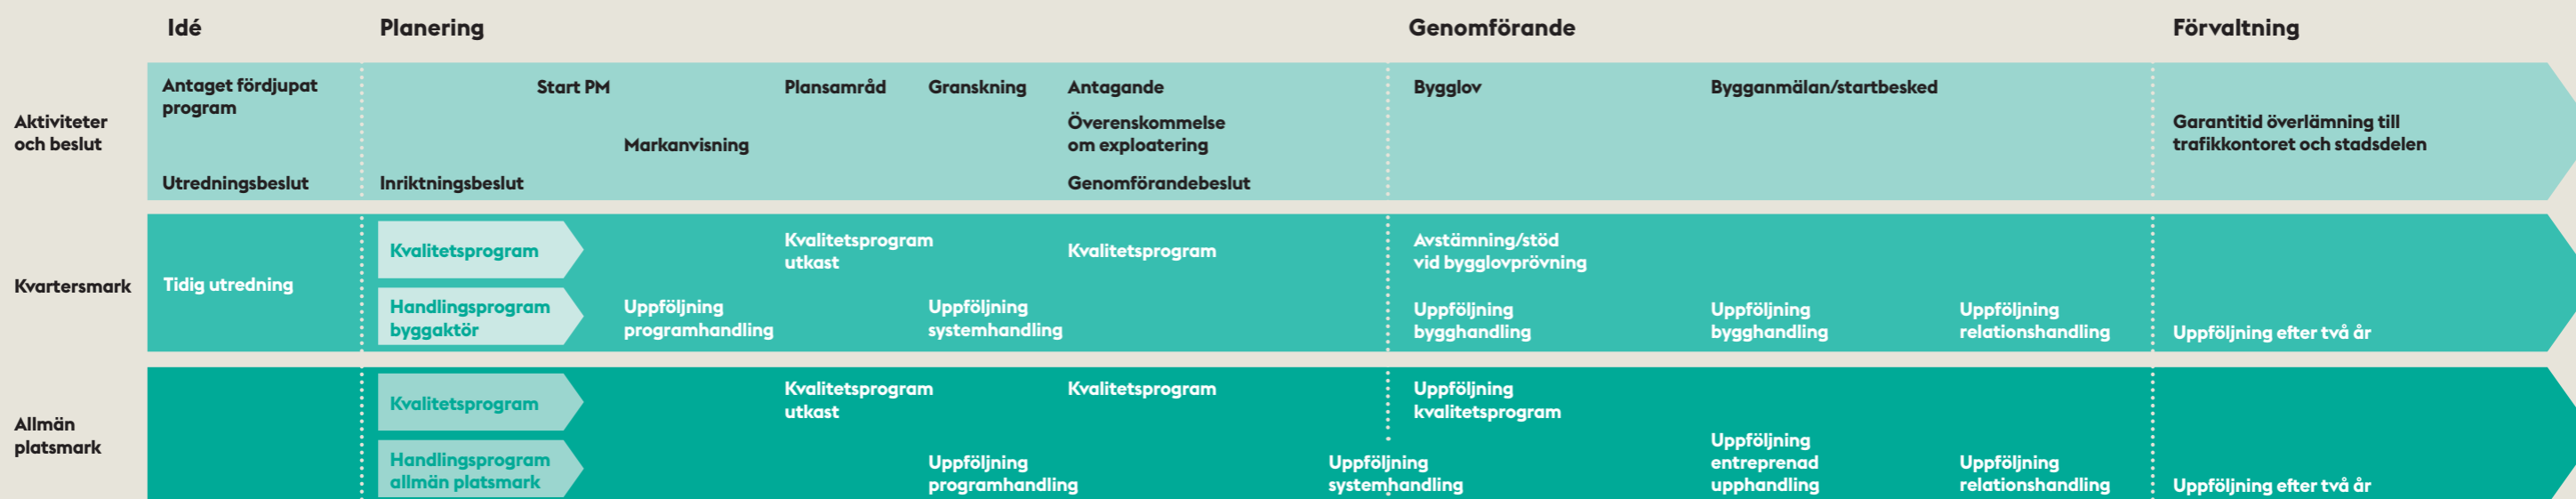 Idé
Planering
Genomförande
Förvaltning
Aktiviteter
och beslut
Antaget fördjupat
program
Start PM
Plansamråd
Granskning
Antagande
Bygglov
Bygganmälan/startbesked
Markanvisning
Överenskommelse
om exploatering
Garantitid överlämning till
trafikkontoret och stadsdelen
Utredningsbeslut
Inriktningsbeslut
Genomförandebeslut
Kvartersmark
Tidig utredning
Kvalitetsprogram
Kvalitetsprogram
utkast
Kvalitetsprogram
Avstämning/stöd
vid bygglovprövning
Handlingsprogram
byggaktör
Uppföljning
programhandling
Uppföljning
systemhandling
Uppföljning
bygghandling
Uppföljning
bygghandling
Uppföljning
relationshandling
Uppföljning efter två år
Allmän
platsmark
Kvalitetsprogram
Kvalitetsprogram
utkast
Kvalitetsprogram
Uppföljning
kvalitetsprogram
Handlingsprogram
allmän platsmark
Uppföljning
programhandling
Uppföljning
systemhandling
Uppföljning
entreprenad
upphandling
Uppföljning
relationshandling
Uppföljning efter två år